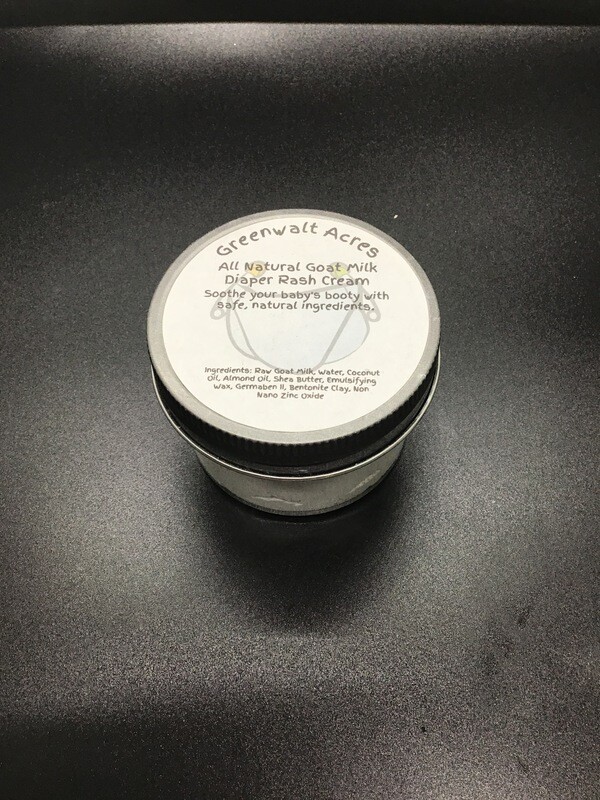 Greenwalt Acres
All Natural Goat Milk
Diaper Rash Cream
Soothe your baby's booty with
safe, natural ingredients.
Ingredients: Raw Goat Milk, Water, Coconut
Oil, Almond Oil, Shea Butter, Emulsifying
Wax, Germaben II, Bentonite Clay, Non
Nano Zinc Oxide